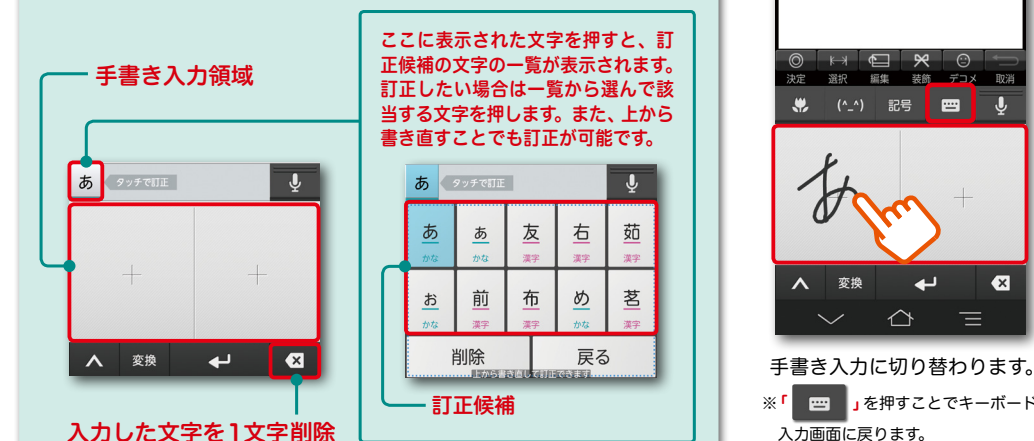 手書き入力領域
ここに表示された文字を押すと、訂
正候補の文字の一覧が表示されます。
訂正したい場合は一覧から選んで該
当する文字を押します。また、上から
書き直すことでも訂正が可能です。
あ タッチで訂正
変換
入力した文字を1文字削除
あ タッチで訂正
あ ぁ 友 右 茹
かな かな 漢字 漢字 漢字
お 前 布 め 茗
かな 漢字 漢字 かな 漢字
削除 戻る
上から書き直して訂正できます
訂正候補
決定 選択 編集 装飾 デコメ 取消
(^_^) 記号
あ
変換
手書き入力に切り替わります。
※「 」を押すことでキーボード
入力画面に戻ります。